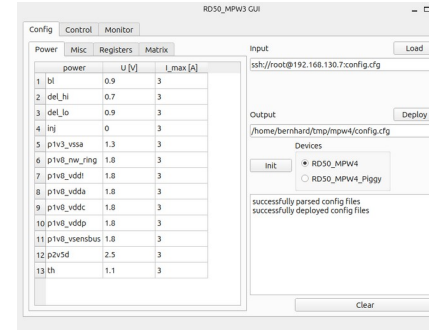 RD50_MPW3 GUI
Config Control Monitor
Power Misc Registers Matrix
power U [V] I_max [A]
1 bl 0.9 3
2 del_hi 0.7 3
3 del_lo 0.9 3
4 inj 0 3
5 p1v3_vssa 1.3 3
6 p1v8_nw_ring 1.8 3
7 p1v8_vdd! 1.8 3
8 p1v8_vdda 1.8 3
9 p1v8_vddc 1.8 3
10 p1v8_vddp 1.8 3
11 p1v8_vsensbus 1.8 3
12 p2v5d 2.5 3
13 th 1.1 3
Input Load
ssh://root@192.168.130.7:config.cfg
Output Deploy
/home/bernhard/tmp/mpw4/config.cfg
Devices
Init
RD50_MPW4
RD50_MPW4_Piggy
successfully parsed config files
successfully deployed config files
Clear